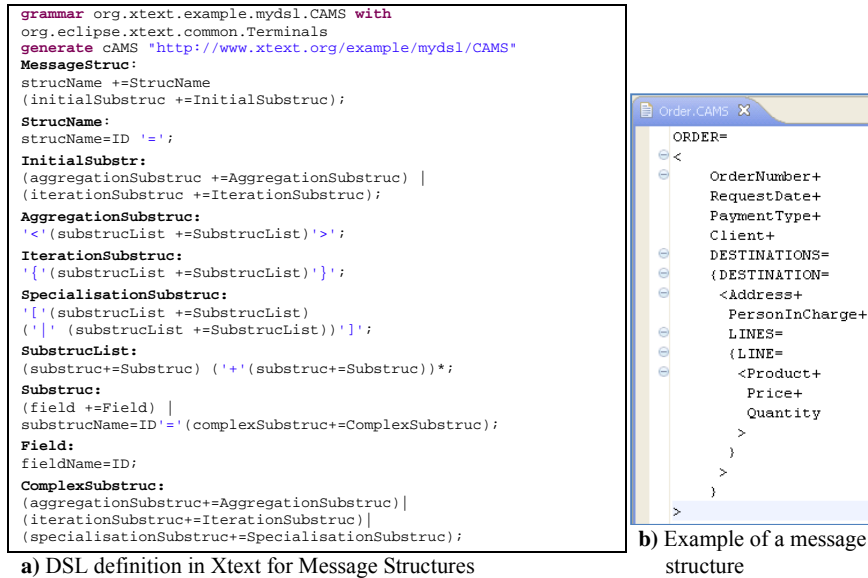 grammar org.xtext.example.mydsl.CAMS with
org.eclipse.xtext.common.Terminals
generate cAMS "http://www.xtext.org/example/mydsl/CAMS"
MessageStruc:
strucName +=StrucName
(initialSubstruc +=InitialSubstruc);
StrucName:
strucName=ID '=';
InitialSubstr:
(aggregationSubstruc +=AggregationSubstruc) |
(iterationSubstruc +=IterationSubstruc);
AggregationSubstruc:
'<'(substrucList +=SubstrucList)'>';
IterationSubstruc:
'{'(substrucList +=SubstrucList)'}';
SpecialisationSubstruc:
'['(substrucList +=SubstrucList)
('|' (substrucList +=SubstrucList))']';
SubstrucList:
(substruc+=Substruc) ('+'(substruc+=Substruc))*;
Substruc:
(field +=Field) |
substrucName=ID'='(complexSubstruc+=ComplexSubstruc);
Field:
fieldName=ID;
ComplexSubstruc:
(aggregationSubstruc+=AggregationSubstruc)|
(iterationSubstruc+=IterationSubstruc)|
(specialisationSubstruc+=SpecialisationSubstruc);
a) DSL definition in Xtext for Message Structures
Order.CAMS
ORDER=
<
OrderNumber+
RequestDate+
PaymentType+
Client+
DESTINATIONS=
{DESTINATION=
<Address+
PersonInCharge+
LINES=
{LINE=
<Product+
Price+
Quantity
>
}
>
}
>
b) Example of a message
structure